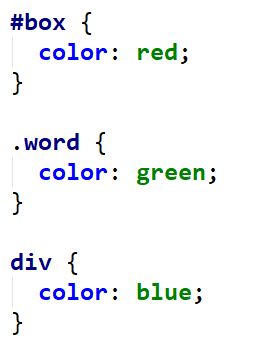 #box {
  color: red;
}

.word {
  color: green;
}

div {
  color: blue;
}